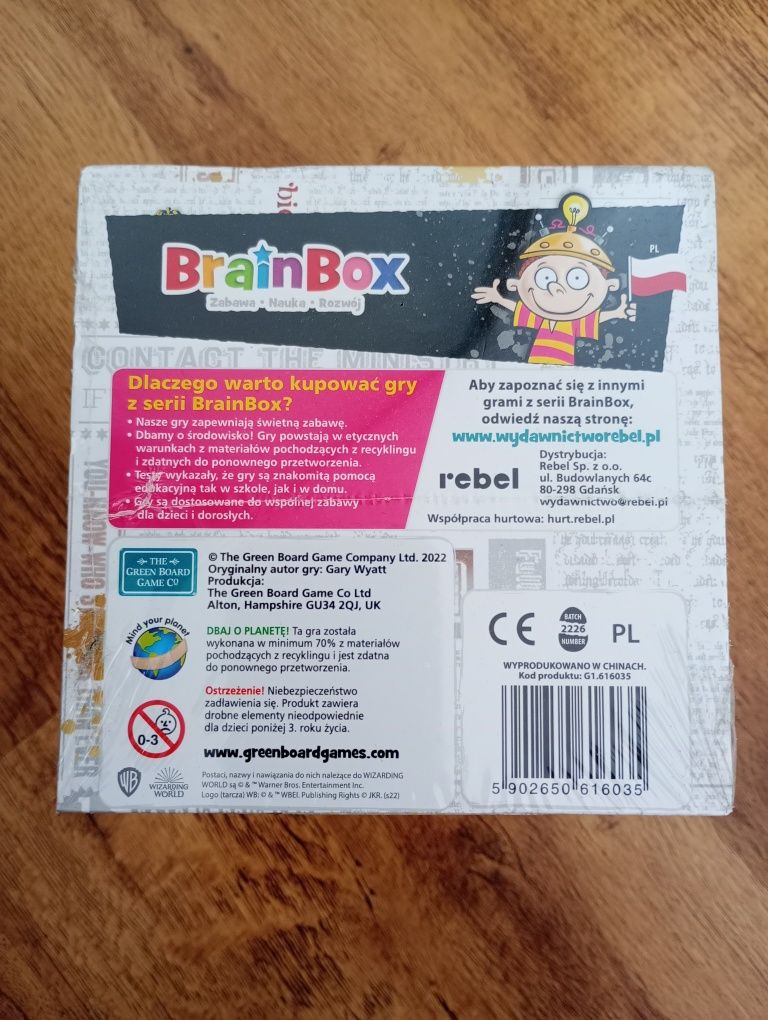 BrainBox
Zabawa • Nauka • Rozwój
PL
CONTACT THE MINIST
Dlaczego warto kupować gry
z serii BrainBox?
• Nasze gry zapewniają świetną zabawę.
• Dbamy o środowisko! Gry powstają w etycznych
warunkach z materiałów pochodzących z recyklingu
i zdatnych do ponownego przetworzenia.
• Testy wykazały, że gry są znakomitą pomocą
edukacyjną tak w szkole, jak i w domu.
• Gry są dostosowane do wspólnej zabawy
dla dzieci i dorosłych.
Aby zapoznać się z innymi
grami z serii BrainBox,
odwiedź naszą stronę:
www.wydawnictworebel.pl
rebel
Dystrybucja:
Rebel Sp. z o.o.
ul. Budowlanych 64c
80-298 Gdańsk
wydawnictwo@rebel.pl
Współpraca hurtowa: hurt.rebel.pl
YOU-KNOW-WHO
THE
GREEN BOARD
GAME CO
© The Green Board Game Company Ltd. 2022
Oryginalny autor gry: Gary Wyatt
Produkcja:
The Green Board Game Co Ltd
Alton, Hampshire GU34 2QJ, UK
Mind your planet
DBAJ O PLANETĘ! Ta gra została
wykonana w minimum 70% z materiałów
pochodzących z recyklingu i jest zdatna
do ponownego przetworzenia.
0-3
Ostrzeżenie! Niebezpieczeństwo
zadławienia się. Produkt zawiera
drobne elementy nieodpowiednie
dla dzieci poniżej 3. roku życia.
www.greenboardgames.com
WB
WIZARDING
WORLD
Postaci, nazwy i nawiązania do nich należące do WIZARDING
WORLD są © & ™ Warner Bros. Entertainment Inc.
Logo (tarcza) WB: © & ™ WBEI. Publishing Rights © JKR. (s22)
CE
BATCH
2226
NUMBER
PL
WYPRODUKOWANO W CHINACH.
Kod produktu: G1.616035
5 902650 616035